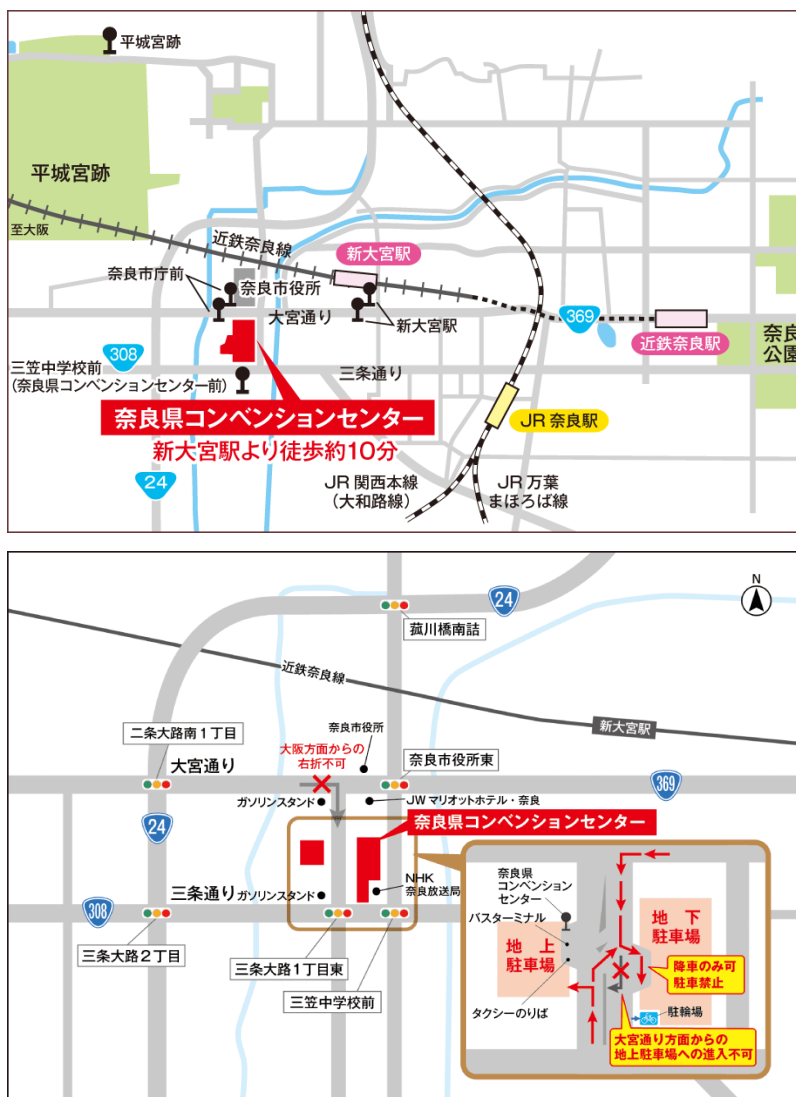 平城宮跡
平城宮跡
至大阪
近鉄奈良線
新大宮駅
奈良市庁前
奈良市役所
大宮通り
新大宮駅
369
近鉄奈良駅
奈良
公園
308
三笠中学校前
(奈良県コンベンションセンター前)
三条通り
奈良県コンベンションセンター
新大宮駅より徒歩約10分
JR 奈良駅
24
JR 関西本線
(大和路線)
JR 万葉
まほろば線
24
N
菰川橋南詰
近鉄奈良線
新大宮駅
二条大路南1丁目
奈良市役所
大阪方面からの
右折不可
奈良市役所東
大宮通り
369
ガソリンスタンド
JWマリオットホテル・奈良
24
奈良県コンベンションセンター
三条通り
ガソリンスタンド
NHK
奈良放送局
308
三条大路2丁目
三条大路1丁目東
三笠中学校前
奈良県
コンベンション
センター
バスターミナル
地上
駐車場
タクシーのりば
地下
駐車場
降車のみ可
駐車禁止
駐輪場
大宮通り方面からの
地上駐車場への進入不可